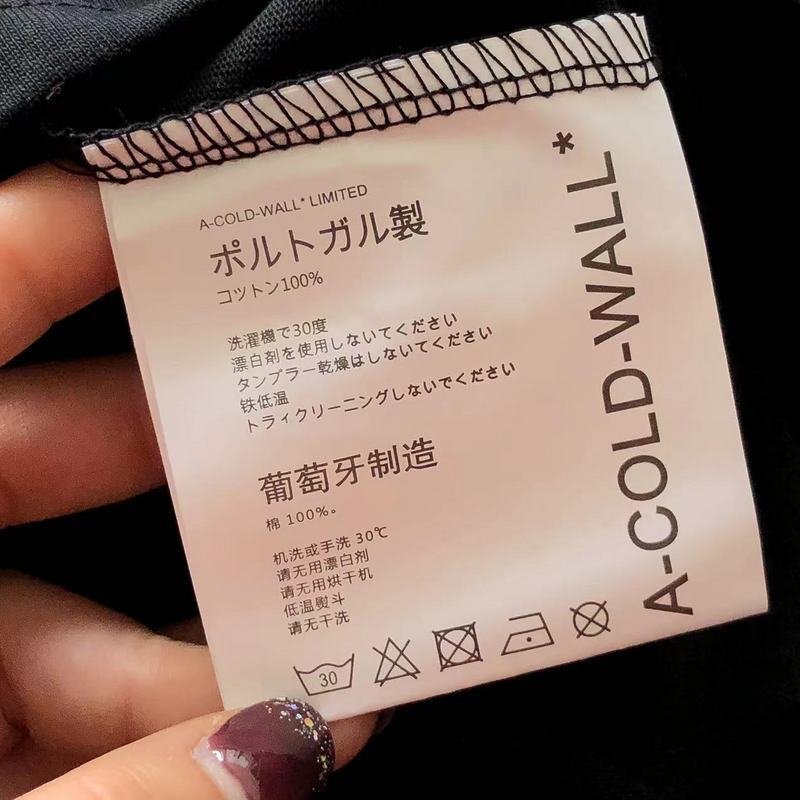 A-COLD-WALL* LIMITED
ポルトガル製
コツトン100%
洗濯機で30度
漂白剤を使用しないてください
タンプラー乾燥はしないてください
鉄低温
トライクリーニングしないでください
葡萄牙制造
棉 100%。
机洗或手洗 30℃
请无用漂白剂
请无用烘干机
低温熨斗
请无干洗
30
A-COLD-WALL*